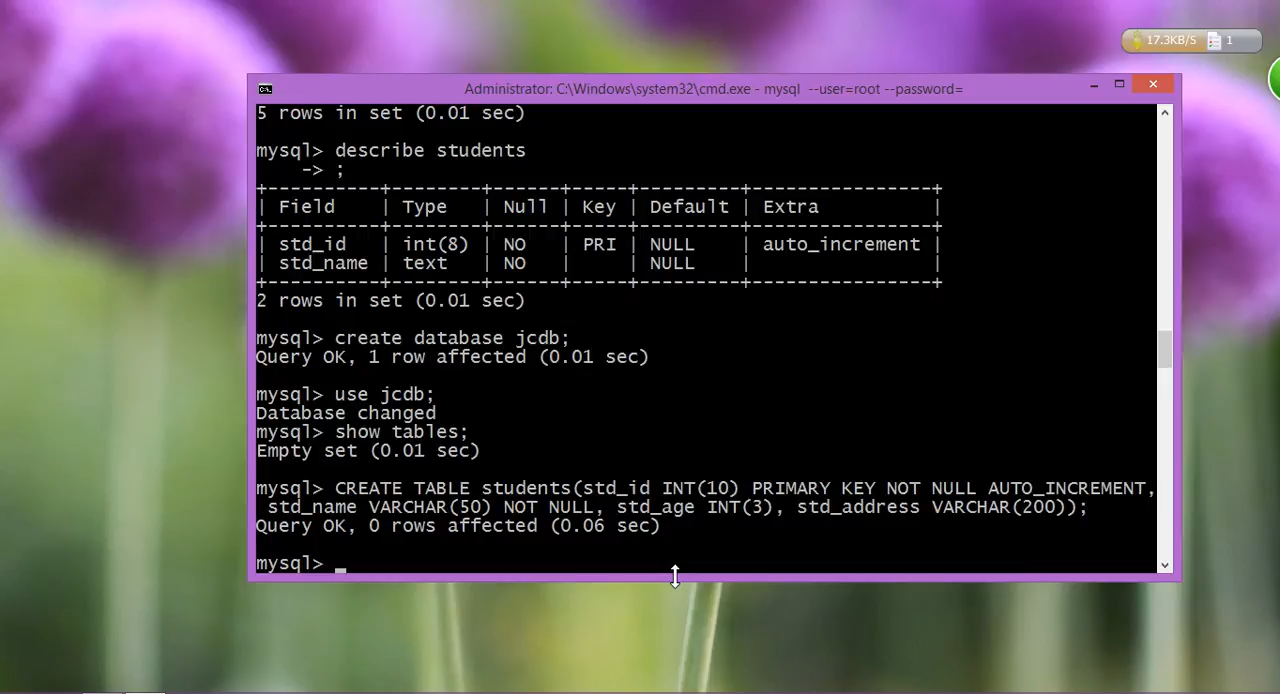 17.3KB/S 1
Administrator: C:\Windows\system32\cmd.exe - mysql --user=root --password=
5 rows in set (0.01 sec)
mysql> describe students
-> ;
+----------+--------+------+-----+---------+----------------+
| Field | Type | Null | Key | Default | Extra |
+----------+--------+------+-----+---------+----------------+
| std_id | int(8) | NO | PRI | NULL | auto_increment |
| std_name | text | NO | | NULL | |
+----------+--------+------+-----+---------+----------------+
2 rows in set (0.01 sec)
mysql> create database jcdb;
Query OK, 1 row affected (0.01 sec)
mysql> use jcdb;
Database changed
mysql> show tables;
Empty set (0.01 sec)
mysql> CREATE TABLE students(std_id INT(10) PRIMARY KEY NOT NULL AUTO_INCREMENT,
std_name VARCHAR(50) NOT NULL, std_age INT(3), std_address VARCHAR(200));
Query OK, 0 rows affected (0.06 sec)
mysql> _